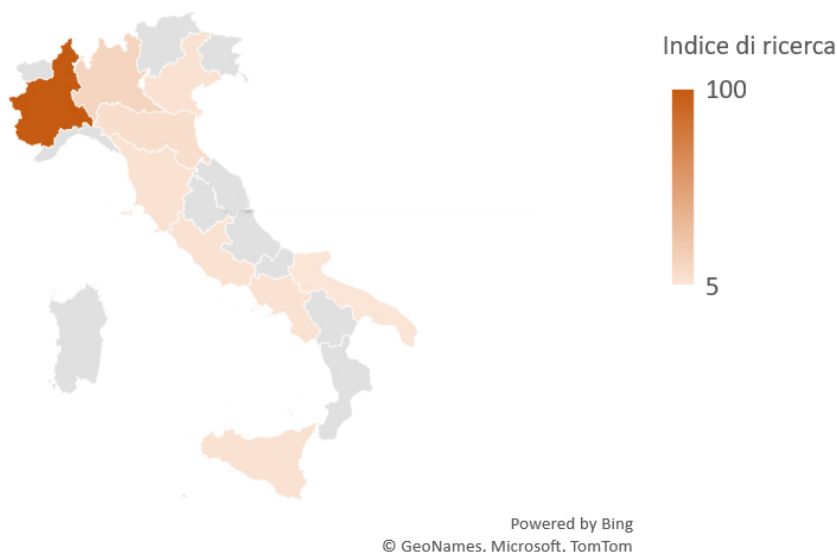 Indice di ricerca
100
5
Powered by Bing
© GeoNames, Microsoft, TomTom